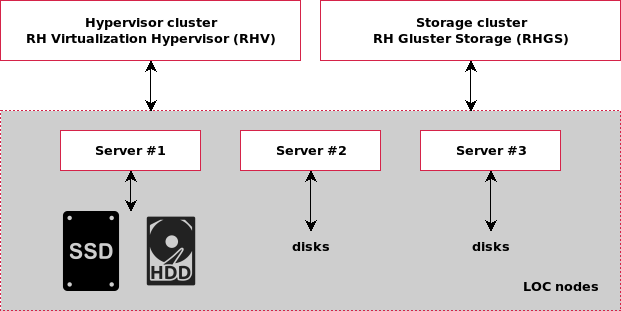 Hypervisor cluster
RH Virtualization Hypervisor (RHV)
Storage cluster
RH Gluster Storage (RHGS)
Server #1
Server #2
Server #3
SSD
HDD
disks
disks
LOC nodes